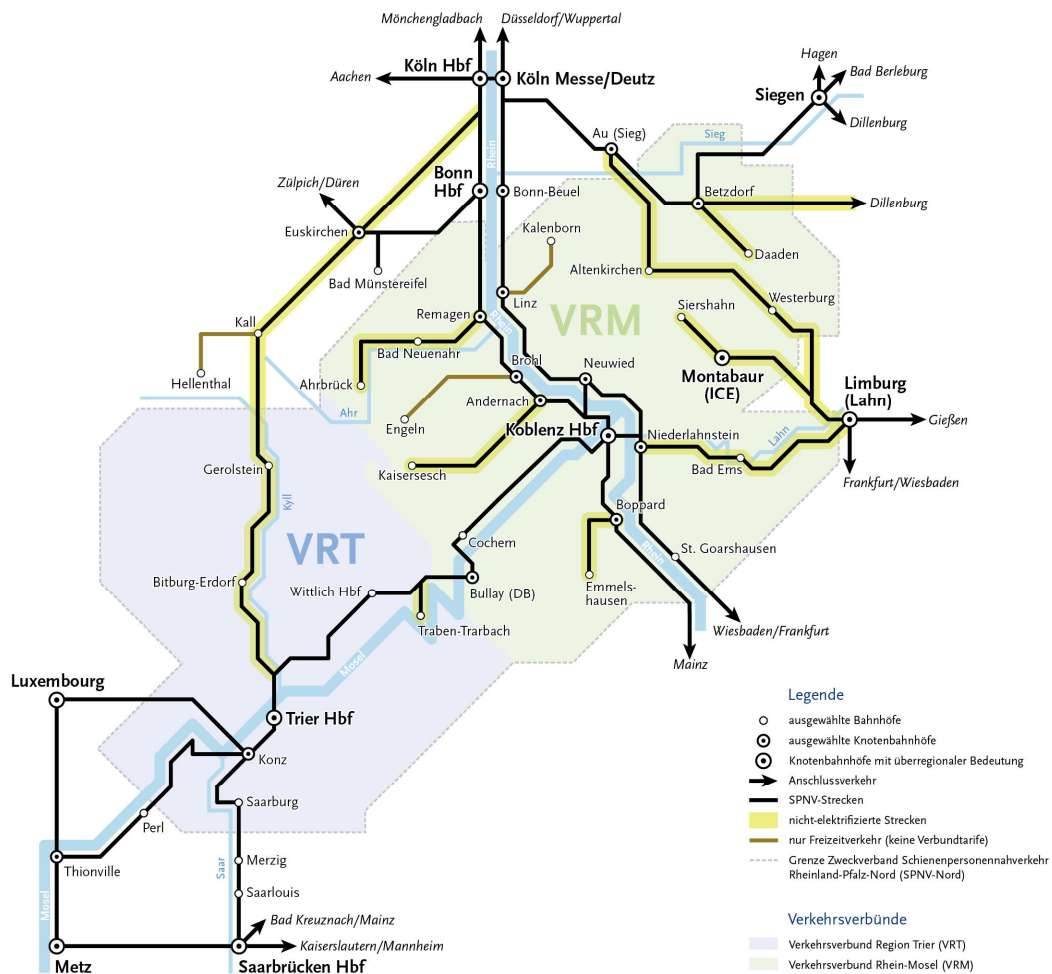 Mönchengladbach
Düsseldorf/Wuppertal
Hagen
Köln Hbf
Köln Messe/Deutz
Bad Berleburg
Aachen
Siegen
Dillenburg
Au (Sieg)
Sieg
Rhein
Bonn
Hbf
Zülpich/Düren
Bonn-Beuel
Betzdorf
Dillenburg
Euskirchen
Kalenborn
Daaden
Bad Münstereifel
Altenkirchen
Linz
Siershahn
Westerburg
Remagen
Rhein
VRM
Kall
Bad Neuenahr
Brohl
Neuwied
Hellenthal
Ahrbrück
Montabaur
(ICE)
Limburg
(Lahn)
Andernach
Ahr
Engeln
Koblenz Hbf
Niederlahnstein
Lahn
Gießen
Gerolstein
Kaisersesch
Bad Ems
Frankfurt/Wiesbaden
Kyll
Boppard
VRT
Cochem
Rhein
St. Goarshausen
Bitburg-Erdorf
Wittlich Hbf
Bullay (DB)
Emmels-
hausen
Traben-Trarbach
Wiesbaden/Frankfurt
Mosel
Mainz
Luxembourg
Trier Hbf
Konz
Saarburg
Perl
Merzig
Thionville
Saar
Saarlouis
Mosel
Bad Kreuznach/Mainz
Kaiserslautern/Mannheim
Metz
Saarbrücken Hbf
Legende
ausgewählte Bahnhöfe
ausgewählte Knotenbahnhöfe
Knotenbahnhöfe mit überregionaler Bedeutung
Anschlussverkehr
SPNV-Strecken
nicht-elektrifizierte Strecken
nur Freizeitverkehr (keine Verbundtarife)
Grenze Zweckverband Schienenpersonennahverkehr
Rheinland-Pfalz-Nord (SPNV-Nord)
Verkehrsverbünde
Verkehrsverbund Region Trier (VRT)
Verkehrsverbund Rhein-Mosel (VRM)